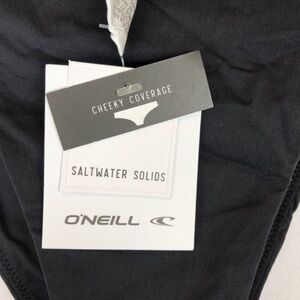 CHEEKY COVERAGE
SALTWATER SOLIDS
O'NEILL